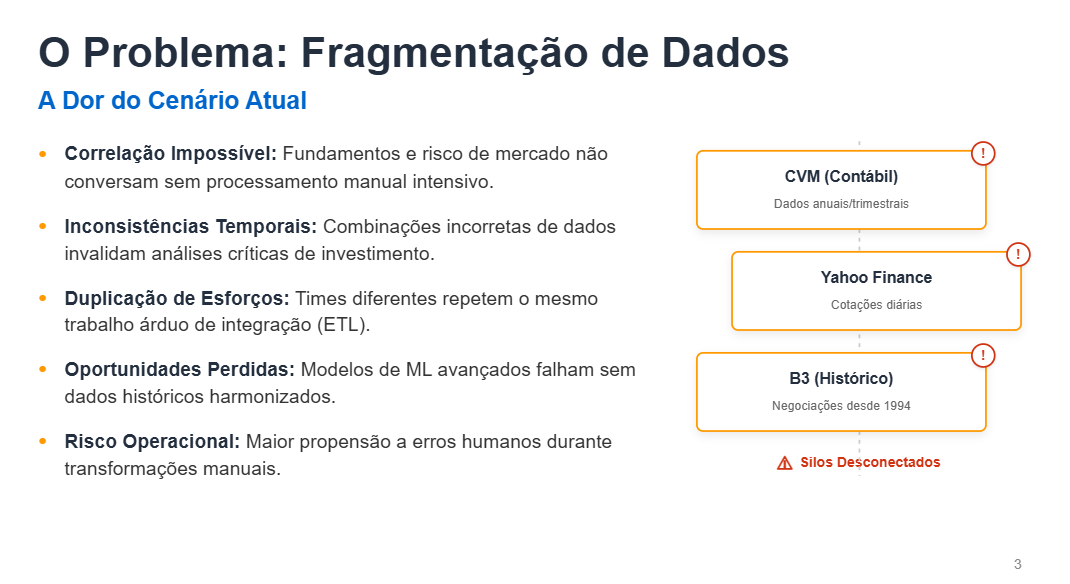 O Problema: Fragmentação de Dados
A Dor do Cenário Atual
• Correlação Impossível: Fundamentos e risco de mercado não
conversam sem processamento manual intensivo.
• Inconsistências Temporais: Combinações incorretas de dados
invalidam análises críticas de investimento.
• Duplicação de Esforços: Times diferentes repetem o mesmo
trabalho árduo de integração (ETL).
• Oportunidades Perdidas: Modelos de ML avançados falham sem
dados históricos harmonizados.
• Risco Operacional: Maior propensão a erros humanos durante
transformações manuais.
!
CVM (Contábil)
Dados anuais/trimestrais
!
Yahoo Finance
Cotações diárias
!
B3 (Histórico)
Negociações desde 1994
Silos Desconectados
3